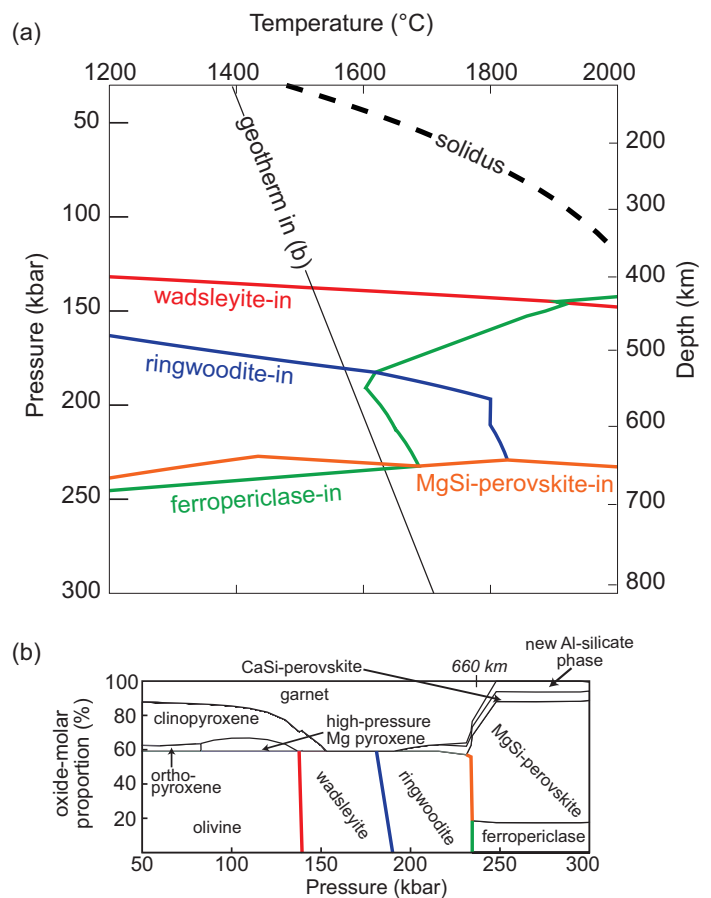 (a)
Temperature (°C)
1200 1400 1600 1800 2000
Pressure (kbar)
50
100
150
200
250
300
Depth (km)
200
300
400
500
600
700
800
geotherm in (b)
solidus
wadsleyite-in
ringwoodite-in
ferropericlase-in
MgSi-perovskite-in
(b)
660 km
new Al-silicate
phase
CaSi-perovskite
garnet
clinopyroxene
high-pressure
Mg pyroxene
ortho-
pyroxene
olivine
wadsleyite
ringwoodite
MgSi-perovskite
ferropericlase
oxide-molar
proportion (%)
100
80
60
40
20
50 100 150 200 250 300
Pressure (kbar)